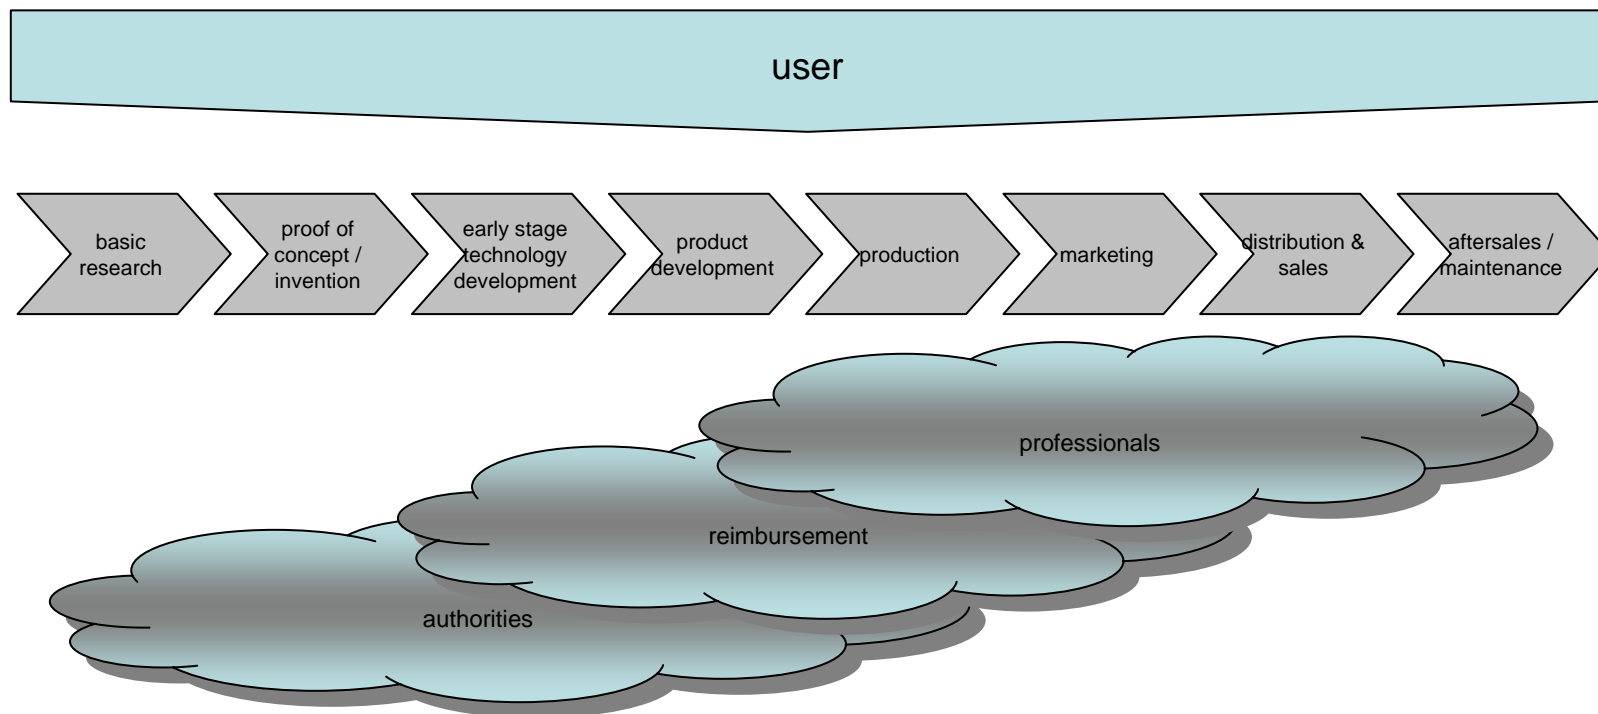 user
basic
research
proof of
concept /
invention
early stage
technology
development
product
development
production
marketing
distribution &
sales
aftersales /
maintenance
professionals
reimbursement
authorities